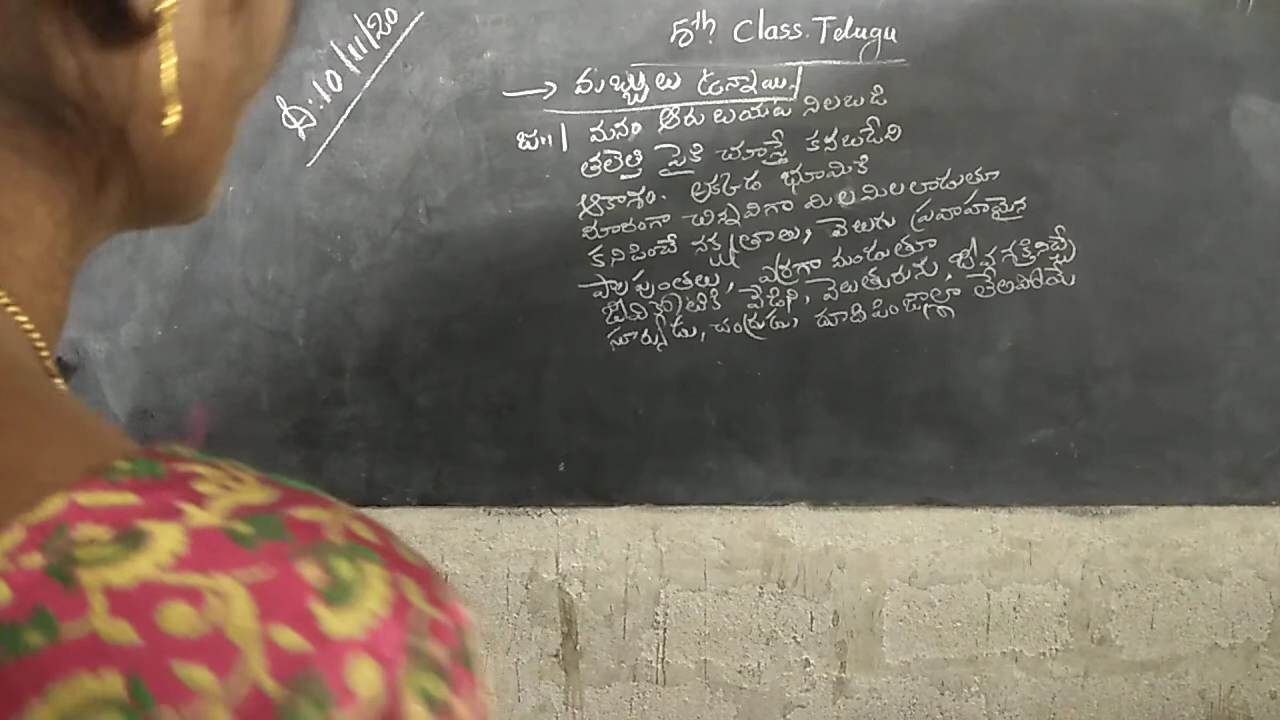 D: 10/11/20
5th Class Telugu
→ మబ్బులు ఉన్నాయి.
జ॥ మనం ఆరు బయట నిలబడి
తలెత్తి పైకి చూస్తే కనబడేది
ఆకాశం. అక్కడ భూమికి
దూరంగా చిన్నవిగా మిలమిలలాడుతూ
కనిపించే నక్షత్రాలు, వెలుగు ప్రవాహమైన
పాలపుంతలు, ఎర్రగా మండుతూ
జీవకోటికి వేడిని, వెలుతురును, జీవశక్తినిచ్చే
సూర్యుడు, చంద్రుడు, దూదిపింజల్లా తేలిపోయే